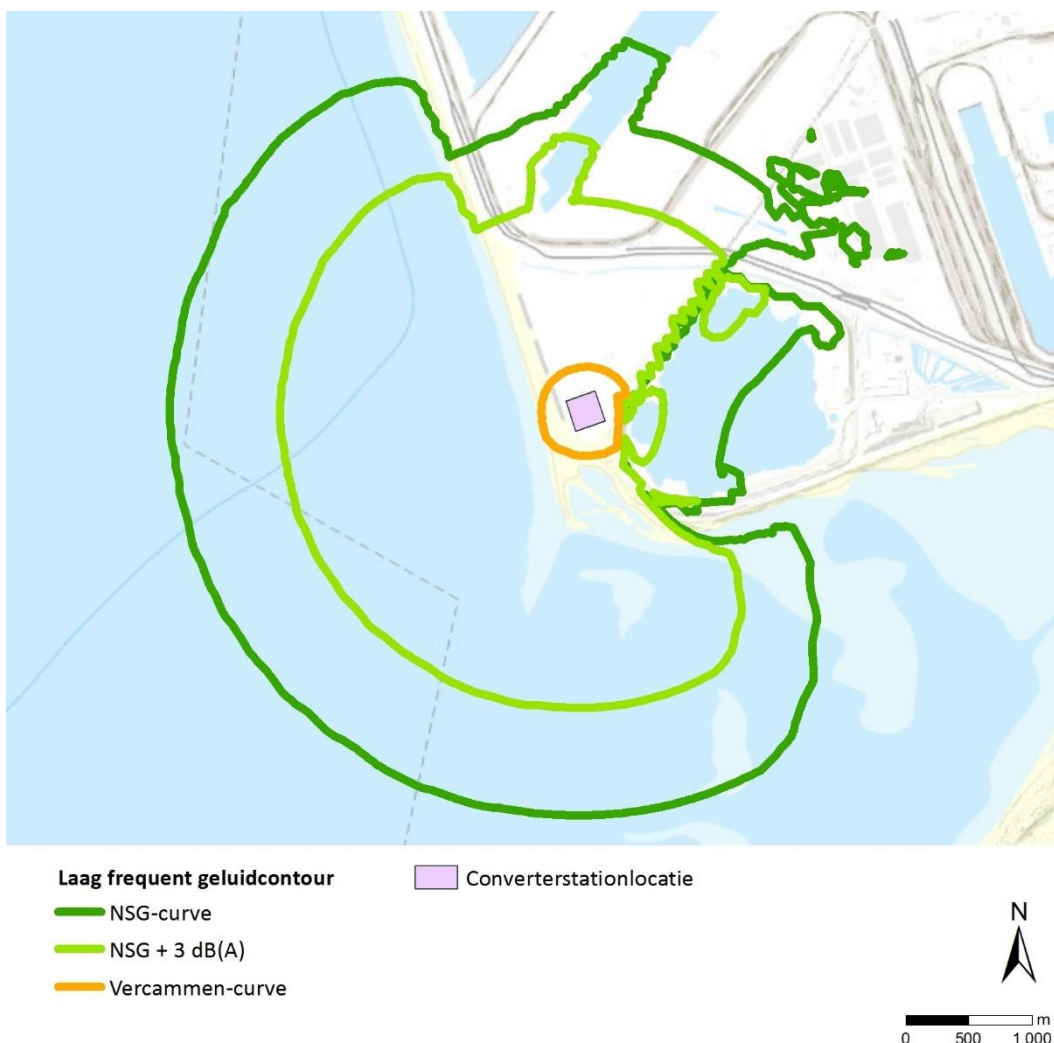 Laag frequent geluidcontour
NSG-curve
NSG + 3 dB(A)
Vercammen-curve
Converterstationlocatie
N
m
0 500 1.000